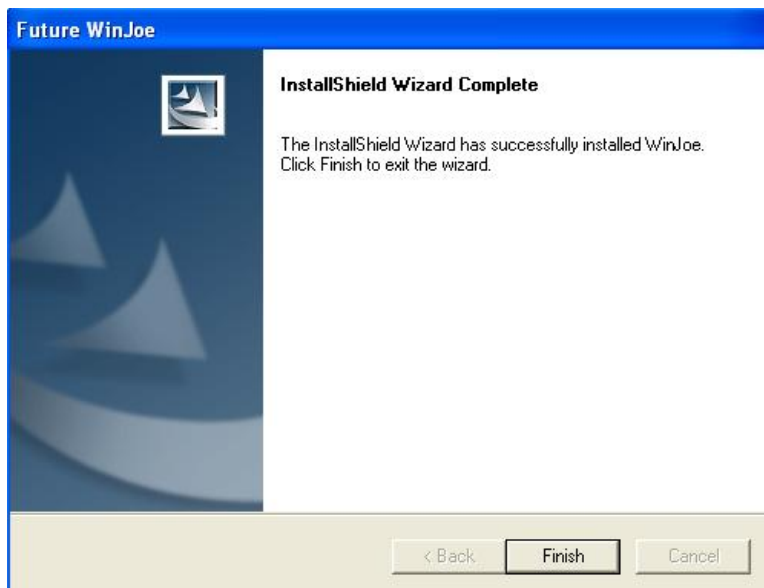 Future WinJoe
InstallShield Wizard Complete
The InstallShield Wizard has successfully installed WinJoe.
Click Finish to exit the wizard.
< Back
Finish
Cancel